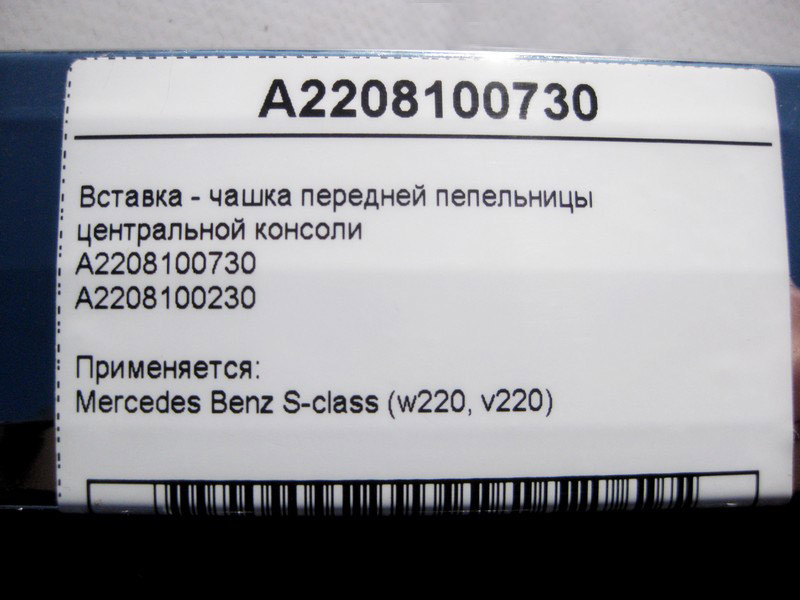 A2208100730
Вставка - чашка передней пепельницы
центральной консоли
A2208100730
A2208100230
Применяется:
Mercedes Benz S-class (w220, v220)